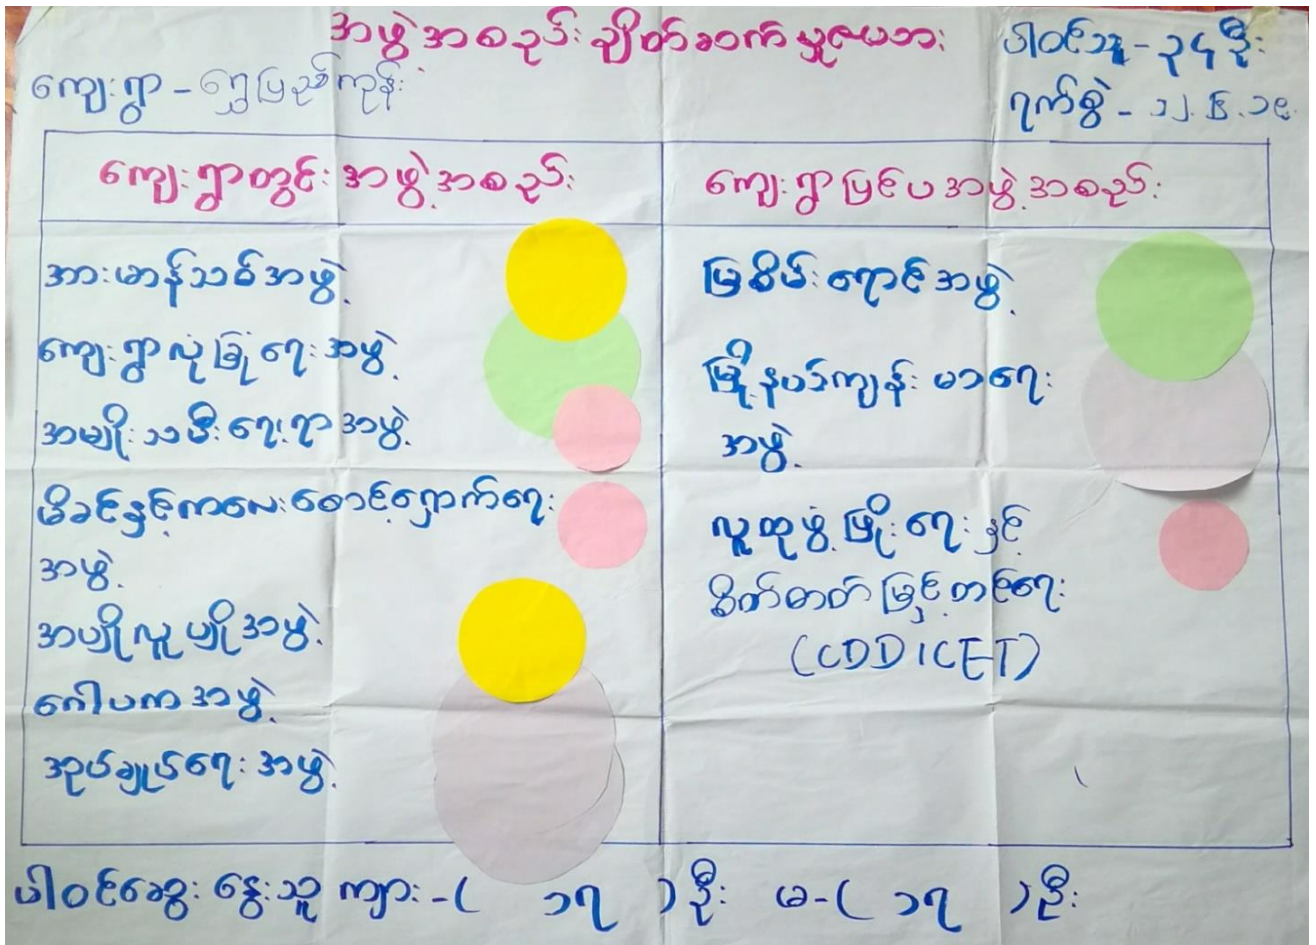 အဖွဲ့အစည်းချိတ်ဆက်မှုဇယား
ပါဝင်သူ - ၃၄ ဦး
ကျေးရွာ - ရွှေပြည်ကုန်း
ရက်စွဲ - ၁၂.၆.၁၉.
ကျေးရွာတွင်းအဖွဲ့အစည်း
ကျေးရွာပြင်ပအဖွဲ့အစည်း
အားမာန်သစ်အဖွဲ့
ကျေးရွာလုံခြုံရေးအဖွဲ့
အမျိုးသမီးရေးရာအဖွဲ့
မိခင်နှင့်ကလေးစောင့်ရှောက်ရေး
အဖွဲ့
အပျိုလူပျိုအဖွဲ့
ဂေါပကအဖွဲ့
အုပ်ချုပ်ရေးအဖွဲ့
မြစိမ်းရောင်အဖွဲ့
မြို့နယ်ကျန်းမာရေး
အဖွဲ့
လူထုဖွံ့ဖြိုးရေးနှင့်
စိတ်ဓာတ်မြှင့်တင်ရေး
(CDDICET)
ပါဝင်ဆွေးနွေးသူ ကျား - ( ၁၇ ) ဦး မ - ( ၁၇ ) ဦး